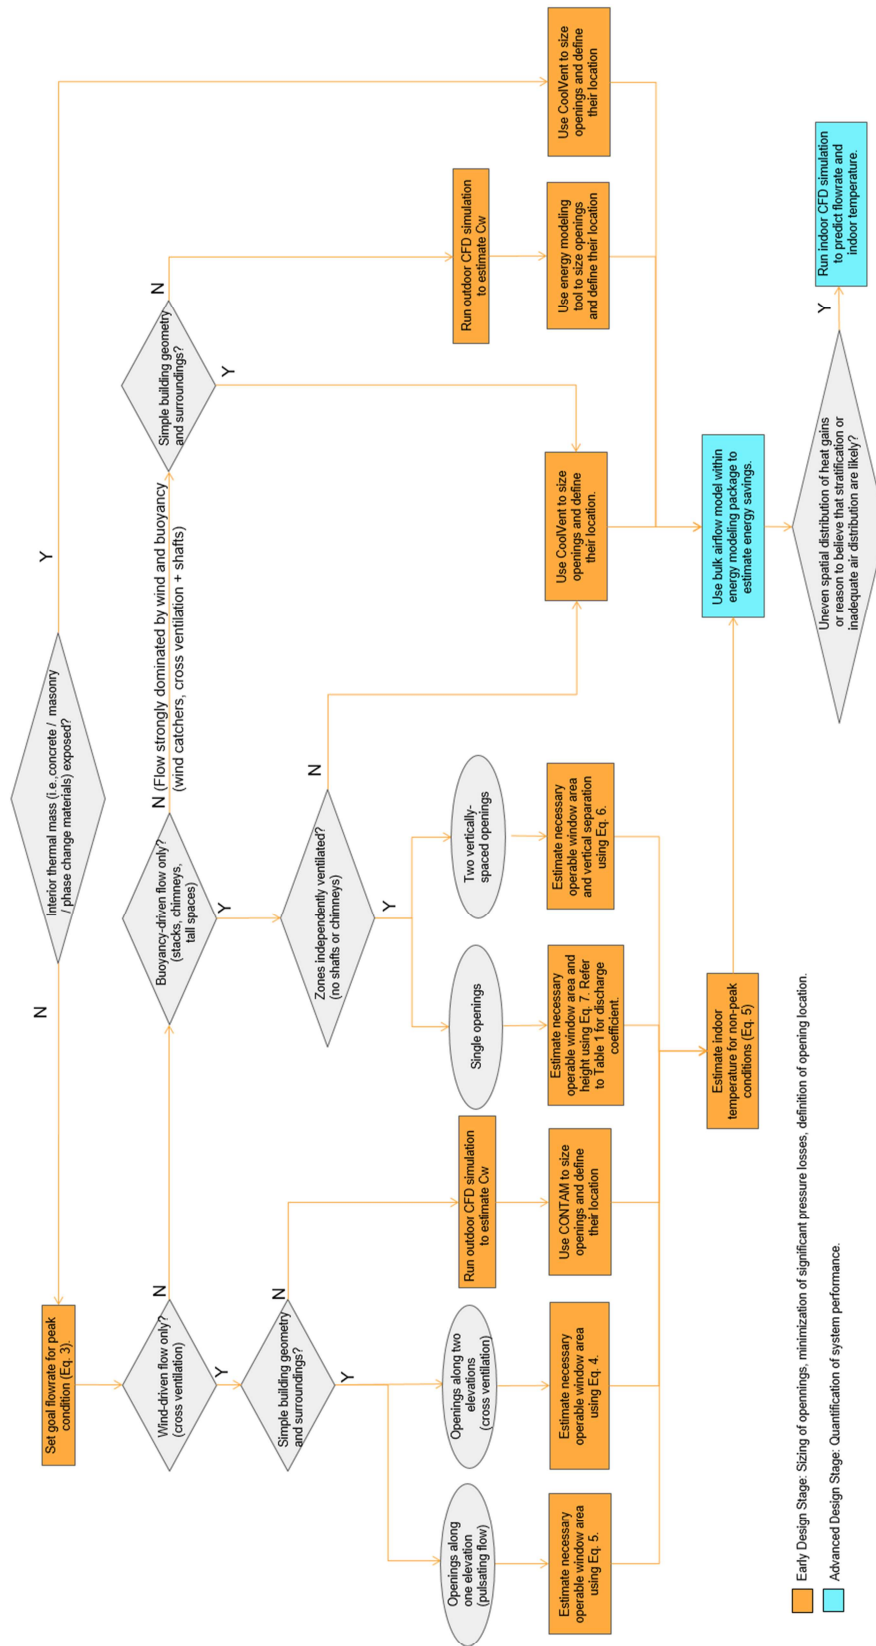 Interior thermal mass (i.e.,concrete / masonry
/ phase change materials) exposed?
N
Y
Set goal flowrate for peak
condition (Eq. 3).
Wind-driven flow only?
(cross ventilation)
N
Y
Buoyancy-driven flow only?
(stacks, chimneys,
tall spaces)
N (Flow strongly dominated by wind and buoyancy
(wind catchers, cross ventilation + shafts)
Y
Simple building geometry
and surroundings?
N
Y
Simple building geometry
and surroundings?
N
Y
Zones independently ventilated?
(no shafts or chimneys)
N
Y
Openings along
one elevation
(pulsating flow)
Openings along two
elevations
(cross ventilation)
Run outdoor CFD simulation
to estimate Cw
Single openings
Two vertically-
spaced openings
Run outdoor CFD simulation
to estimate Cw
Estimate necessary
operable window area
using Eq. 5.
Estimate necessary
operable window area
using Eq. 4.
Use CONTAM to size
openings and define
their location
Estimate necessary
operable window area and
height using Eq. 7. Refer
to Table 1 for discharge
coefficient.
Estimate necessary
operable window area
and vertical separation
using Eq. 6.
Use CoolVent to size
openings and define
their location.
Use energy modeling
tool to size openings
and define their location
Use CoolVent to size
openings and define
their location
Estimate indoor
temperature for non-peak
conditions (Eq. 5)
Use bulk airflow model within
energy modeling package to
estimate energy savings.
Uneven spatial distribution of heat gains
or reason to believe that stratification or
inadequate air distribution are likely?
Y
Run indoor CFD simulation
to predict flowrate and
indoor temperature.
Early Design Stage: Sizing of opennings, minimization of significant pressure losses, definition of opening location.
Advanced Design Stage: Quantification of system performance.